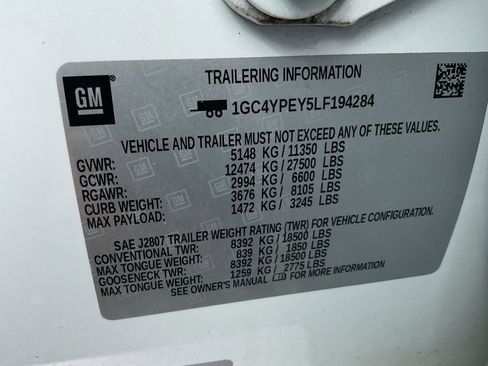 TRAILERING INFORMATION
GM
1GC4YPEY5LF194284
VEHICLE AND TRAILER MUST NOT EXCEED ANY OF THESE VALUES.
GVWR: 5148 KG / 11350 LBS
GCWR: 12474 KG / 27500 LBS
RGAWR: 2994 KG / 6600 LBS
CURB WEIGHT: 3676 KG / 8105 LBS
MAX PAYLOAD: 1472 KG / 3245 LBS
SAE J2807 TRAILER WEIGHT RATING (TWR) FOR VEHICLE CONFIGURATION.
CONVENTIONAL TWR: 8392 KG / 18500 LBS
MAX TONGUE WEIGHT: 839 KG / 1850 LBS
GOOSENECK TWR: 8392 KG / 18500 LBS
MAX TONGUE WEIGHT: 1259 KG / 2775 LBS
SEE OWNER'S MANUAL FOR MORE INFORMATION